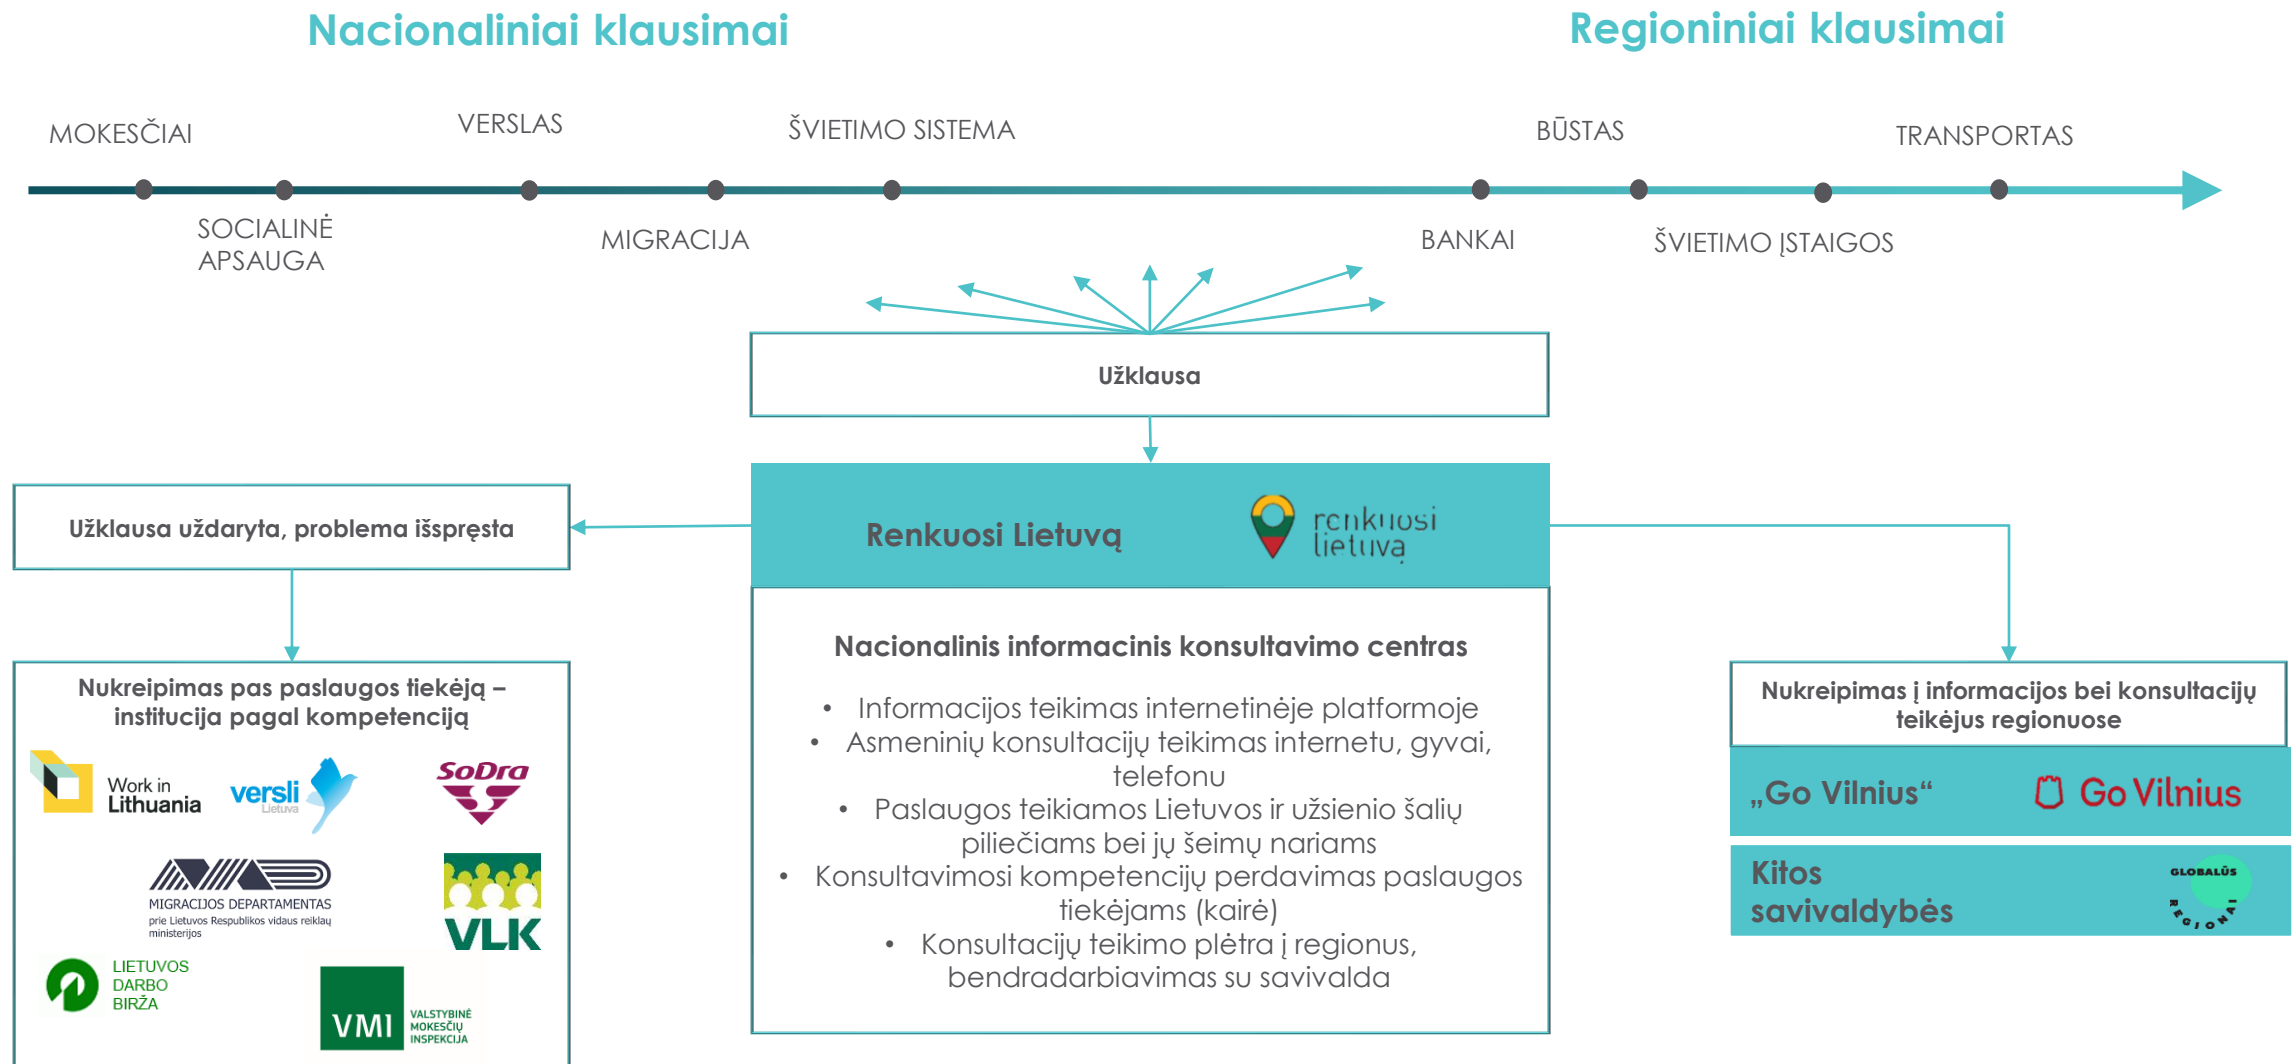 Nacionaliniai klausimai
Regioniniai klausimai
MOKESČIAI
VERSLAS
ŠVIETIMO SISTEMA
BŪSTAS
TRANSPORTAS
SOCIALINĖ
APSAUGA
MIGRACIJA
BANKAI
ŠVIETIMO ĮSTAIGOS
Užklausa
Užklausa uždaryta, problema išspręsta
Renkuosi Lietuvą
renkuosi
lietuvą
Nukreipimas pas paslaugos tiekėją –
institucija pagal kompetenciją
Work in
Lithuania
versli
Lietuva
SoDra
MIGRACIJOS DEPARTAMENTAS
prie Lietuvos Respublikos vidaus reikalų
ministerijos
VLK
LIETUVOS
DARBO
BIRŽA
VMI
VALSTYBINĖ
MOKESČIŲ
INSPEKCIJA
Nacionalinis informacinis konsultavimo centras
• Informacijos teikimas internetinėje platformoje
• Asmeninių konsultacijų teikimas internetu, gyvai,
telefonu
• Paslaugos teikiamos Lietuvos ir užsienio šalių
piliečiams bei jų šeimų nariams
• Konsultavimosi kompetencijų perdavimas paslaugos
tiekėjams (kairė)
• Konsultacijų teikimo plėtra į regionus,
bendradarbiavimas su savivalda
Nukreipimas į informacijos bei konsultacijų
teikėjus regionuose
„Go Vilnius“
Go Vilnius
Kitos
savivaldybės
GLOBALŪS
REGIONAI